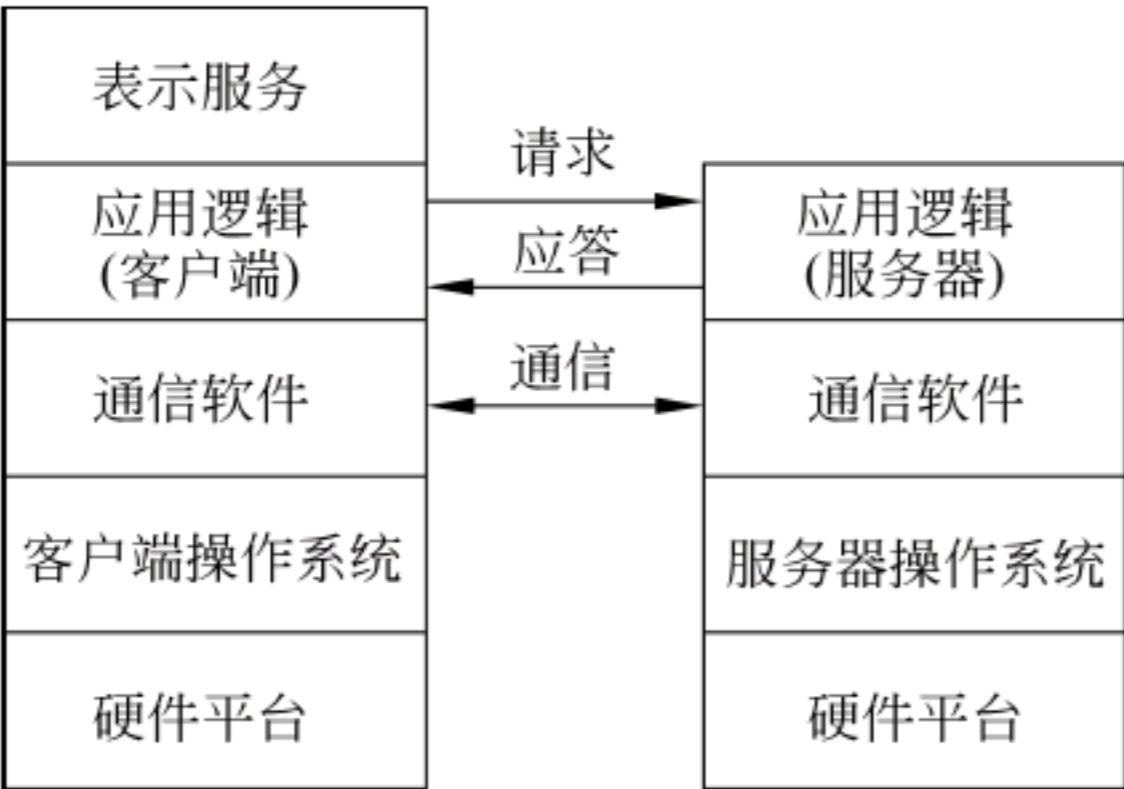 表示服务
应用逻辑
(客户端)
通信软件
客户端操作系统
硬件平台
请求
应答
通信
应用逻辑
(服务器)
通信软件
服务器操作系统
硬件平台